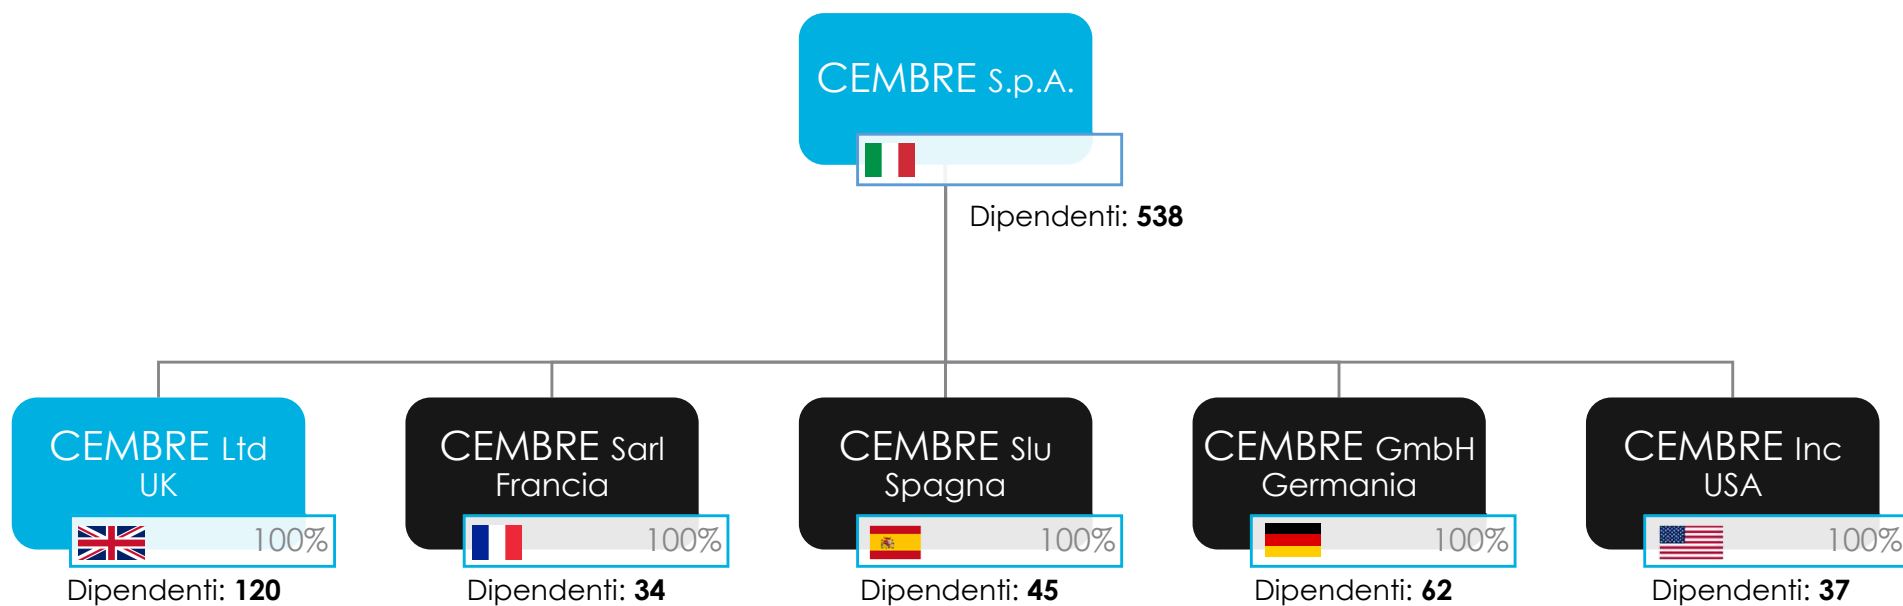 CEMBRE S.p.A.
Dipendenti: 538
CEMBRE Ltd
UK
100%
Dipendenti: 120
CEMBRE Sarl
Francia
100%
Dipendenti: 34
CEMBRE Slu
Spagna
100%
Dipendenti: 45
CEMBRE GmbH
Germania
100%
Dipendenti: 62
CEMBRE Inc
USA
100%
Dipendenti: 37